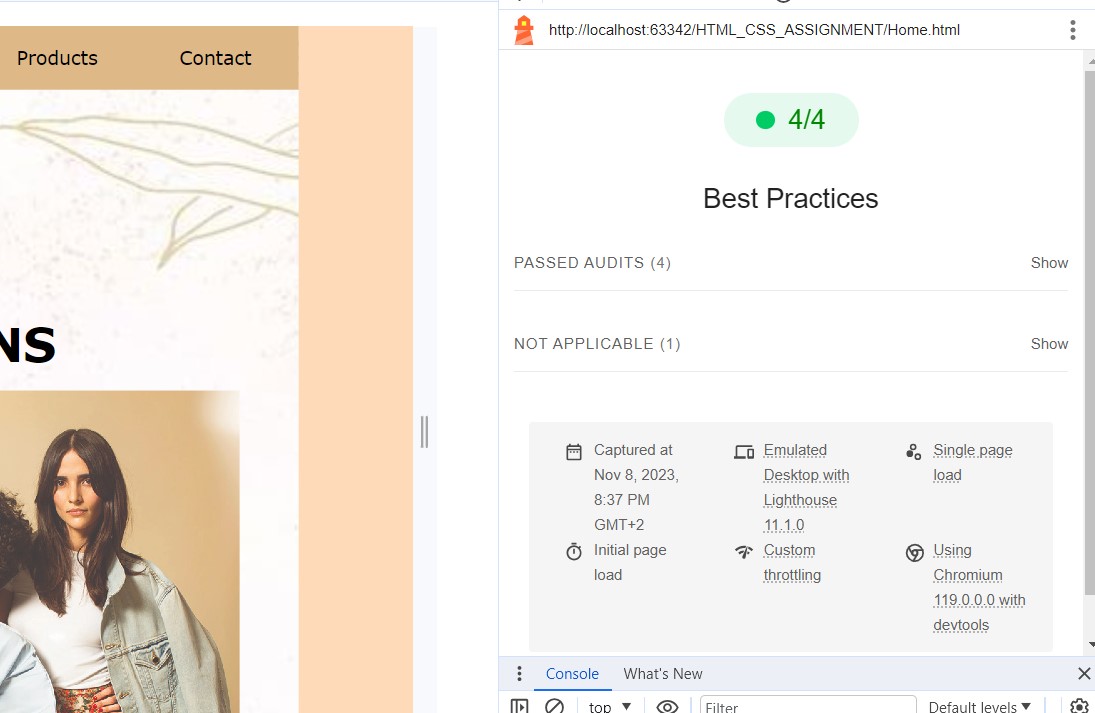 Products Contact
NS
http://localhost:63342/HTML_CSS_ASSIGNMENT/Home.html
4/4
Best Practices
PASSED AUDITS (4) Show
NOT APPLICABLE (1) Show
Captured at
Nov 8, 2023,
8:37 PM
GMT+2
Emulated
Desktop with
Lighthouse
11.1.0
Single page
load
Initial page
load
Custom
throttling
Using
Chromium
119.0.0.0 with
devtools
Console What's New
top Filter Default levels